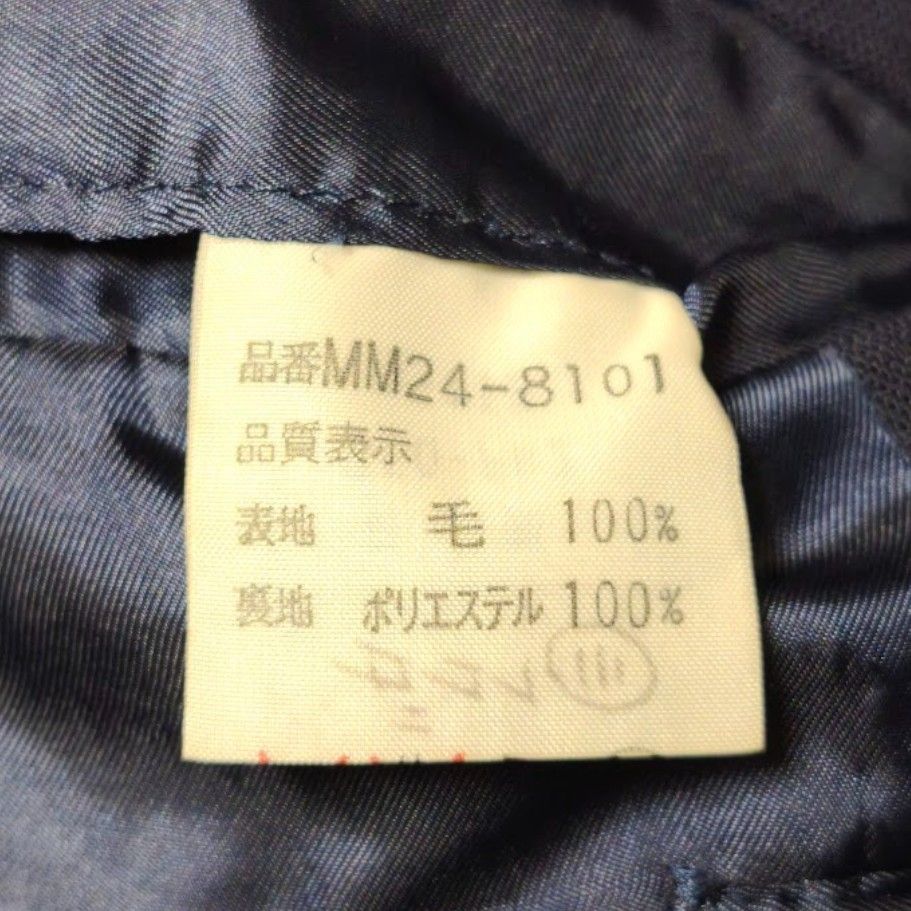 品番MM24-8101
品質表示
表地 毛 100%
裏地 ポリエステル 100%